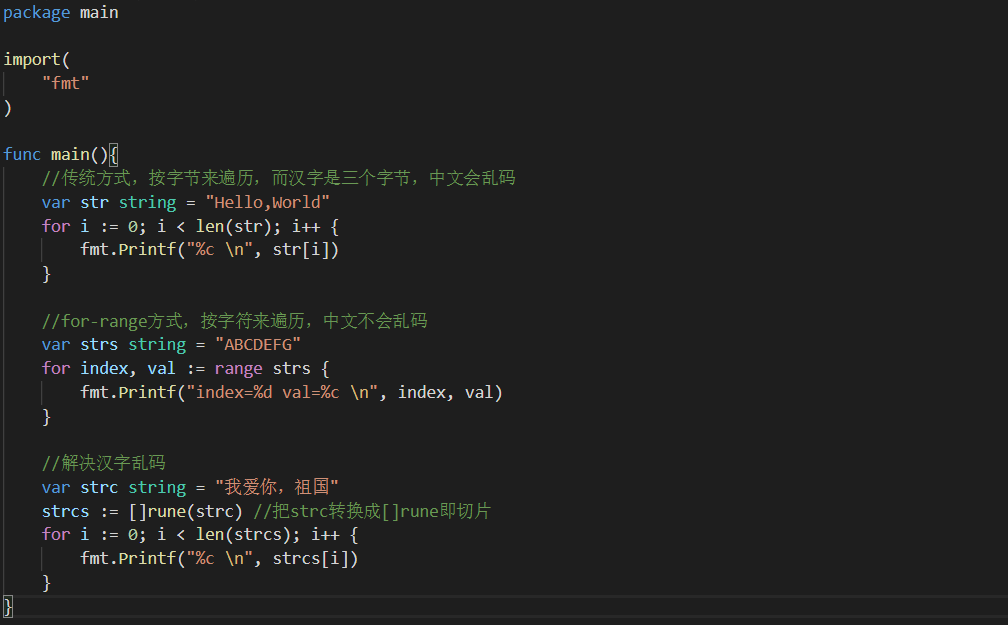 package main
import(
"fmt"
)
func main(){
//传统方式，按字节来遍历，而汉字是三个字节，中文会乱码
var str string = "Hello,World"
for i := 0; i < len(str); i++ {
fmt.Printf("%c \n", str[i])
}
//for-range方式，按字符来遍历，中文不会乱码
var strs string = "ABCDEFG"
for index, val := range strs {
fmt.Printf("index=%d val=%c \n", index, val)
}
//解决汉字乱码
var strc string = "我爱你，祖国"
strcs := []rune(strc) //把strc转换成[]rune即切片
for i := 0; i < len(strcs); i++ {
fmt.Printf("%c \n", strcs[i])
}
}